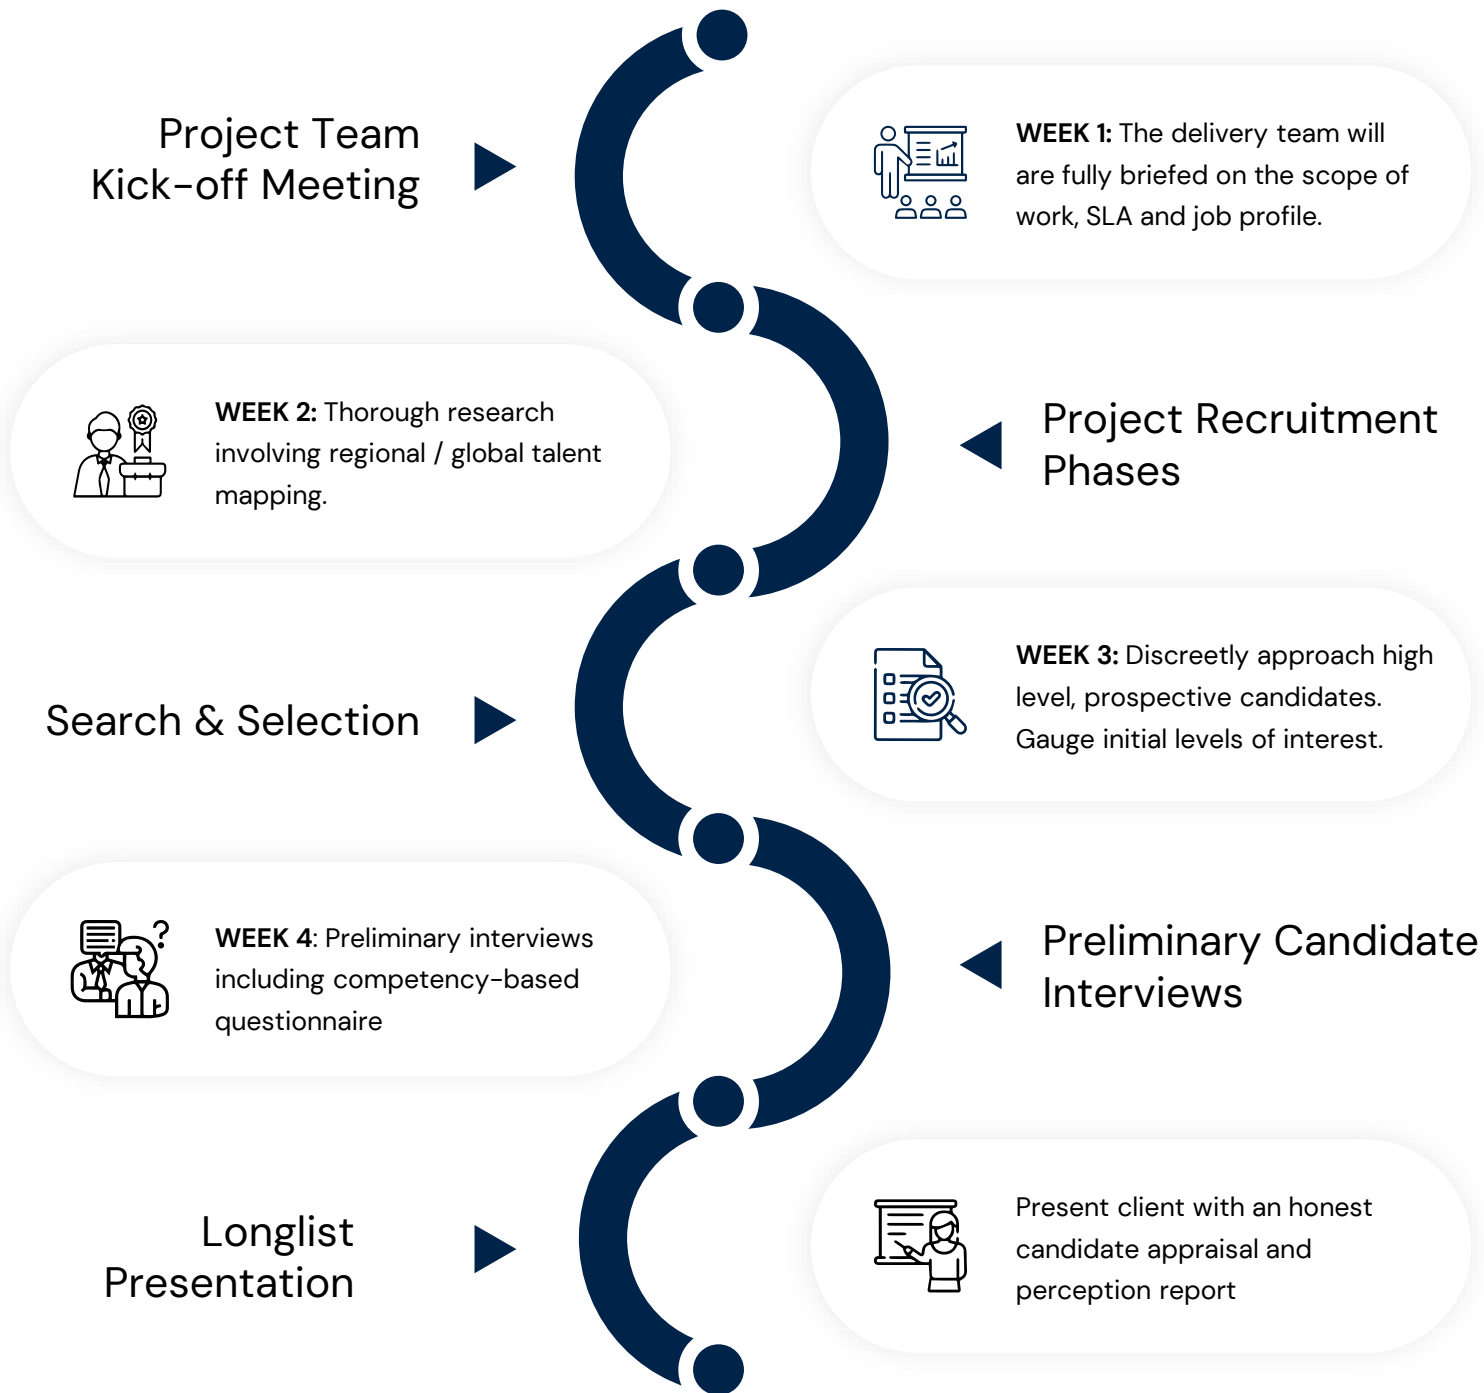 Project Team
Kick-off Meeting
WEEK 1: The delivery team will
are fully briefed on the scope of
work, SLA and job profile.
Project Recruitment
Phases
WEEK 2: Thorough research
involving regional / global talent
mapping.
Search & Selection
WEEK 3: Discreetly approach high
level, prospective candidates.
Gauge initial levels of interest.
Preliminary Candidate
Interviews
WEEK 4: Preliminary interviews
including competency-based
questionnaire
Longlist
Presentation
Present client with an honest
candidate appraisal and
perception report